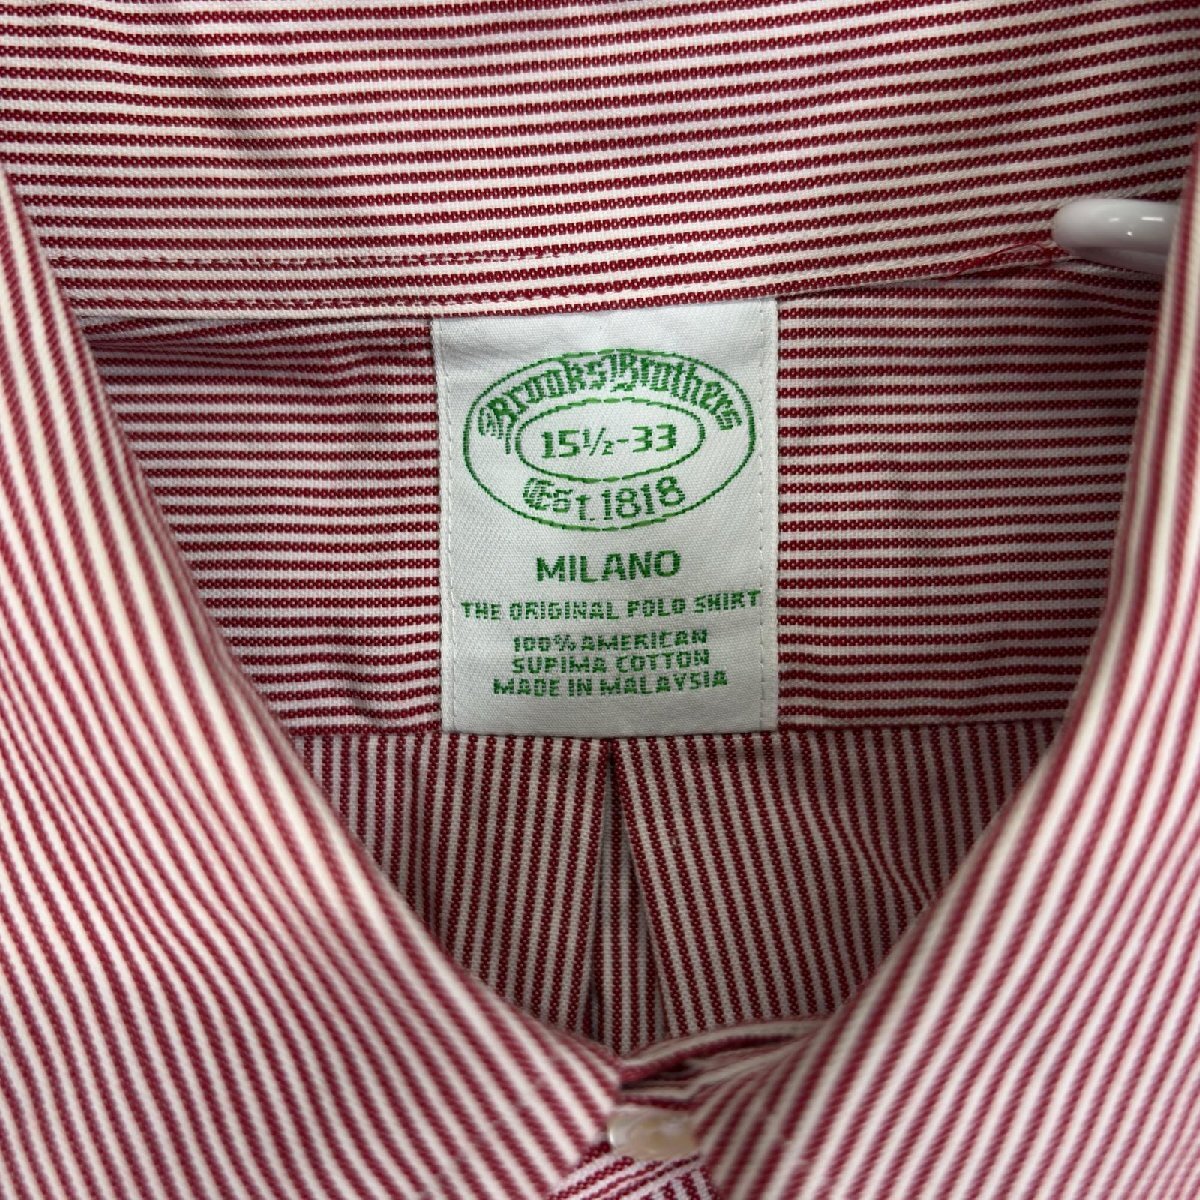 Brooks Brothers
15½-33
Est. 1818
MILANO
THE ORIGINAL POLO SHIRT
100% AMERICAN
SUPIMA COTTON
MADE IN MALAYSIA